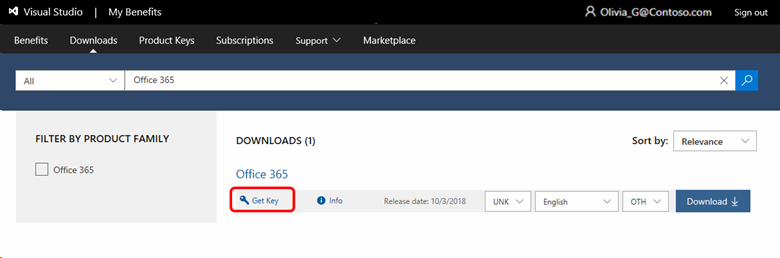 Visual Studio | My Benefits Olivia_G@Contoso.com Sign out
Benefits Downloads Product Keys Subscriptions Support Marketplace
All Office 365
FILTER BY PRODUCT FAMILY
Office 365
DOWNLOADS (1) Sort by: Relevance
Office 365
Get Key Info Release date: 10/3/2018 UNK English OTH Download